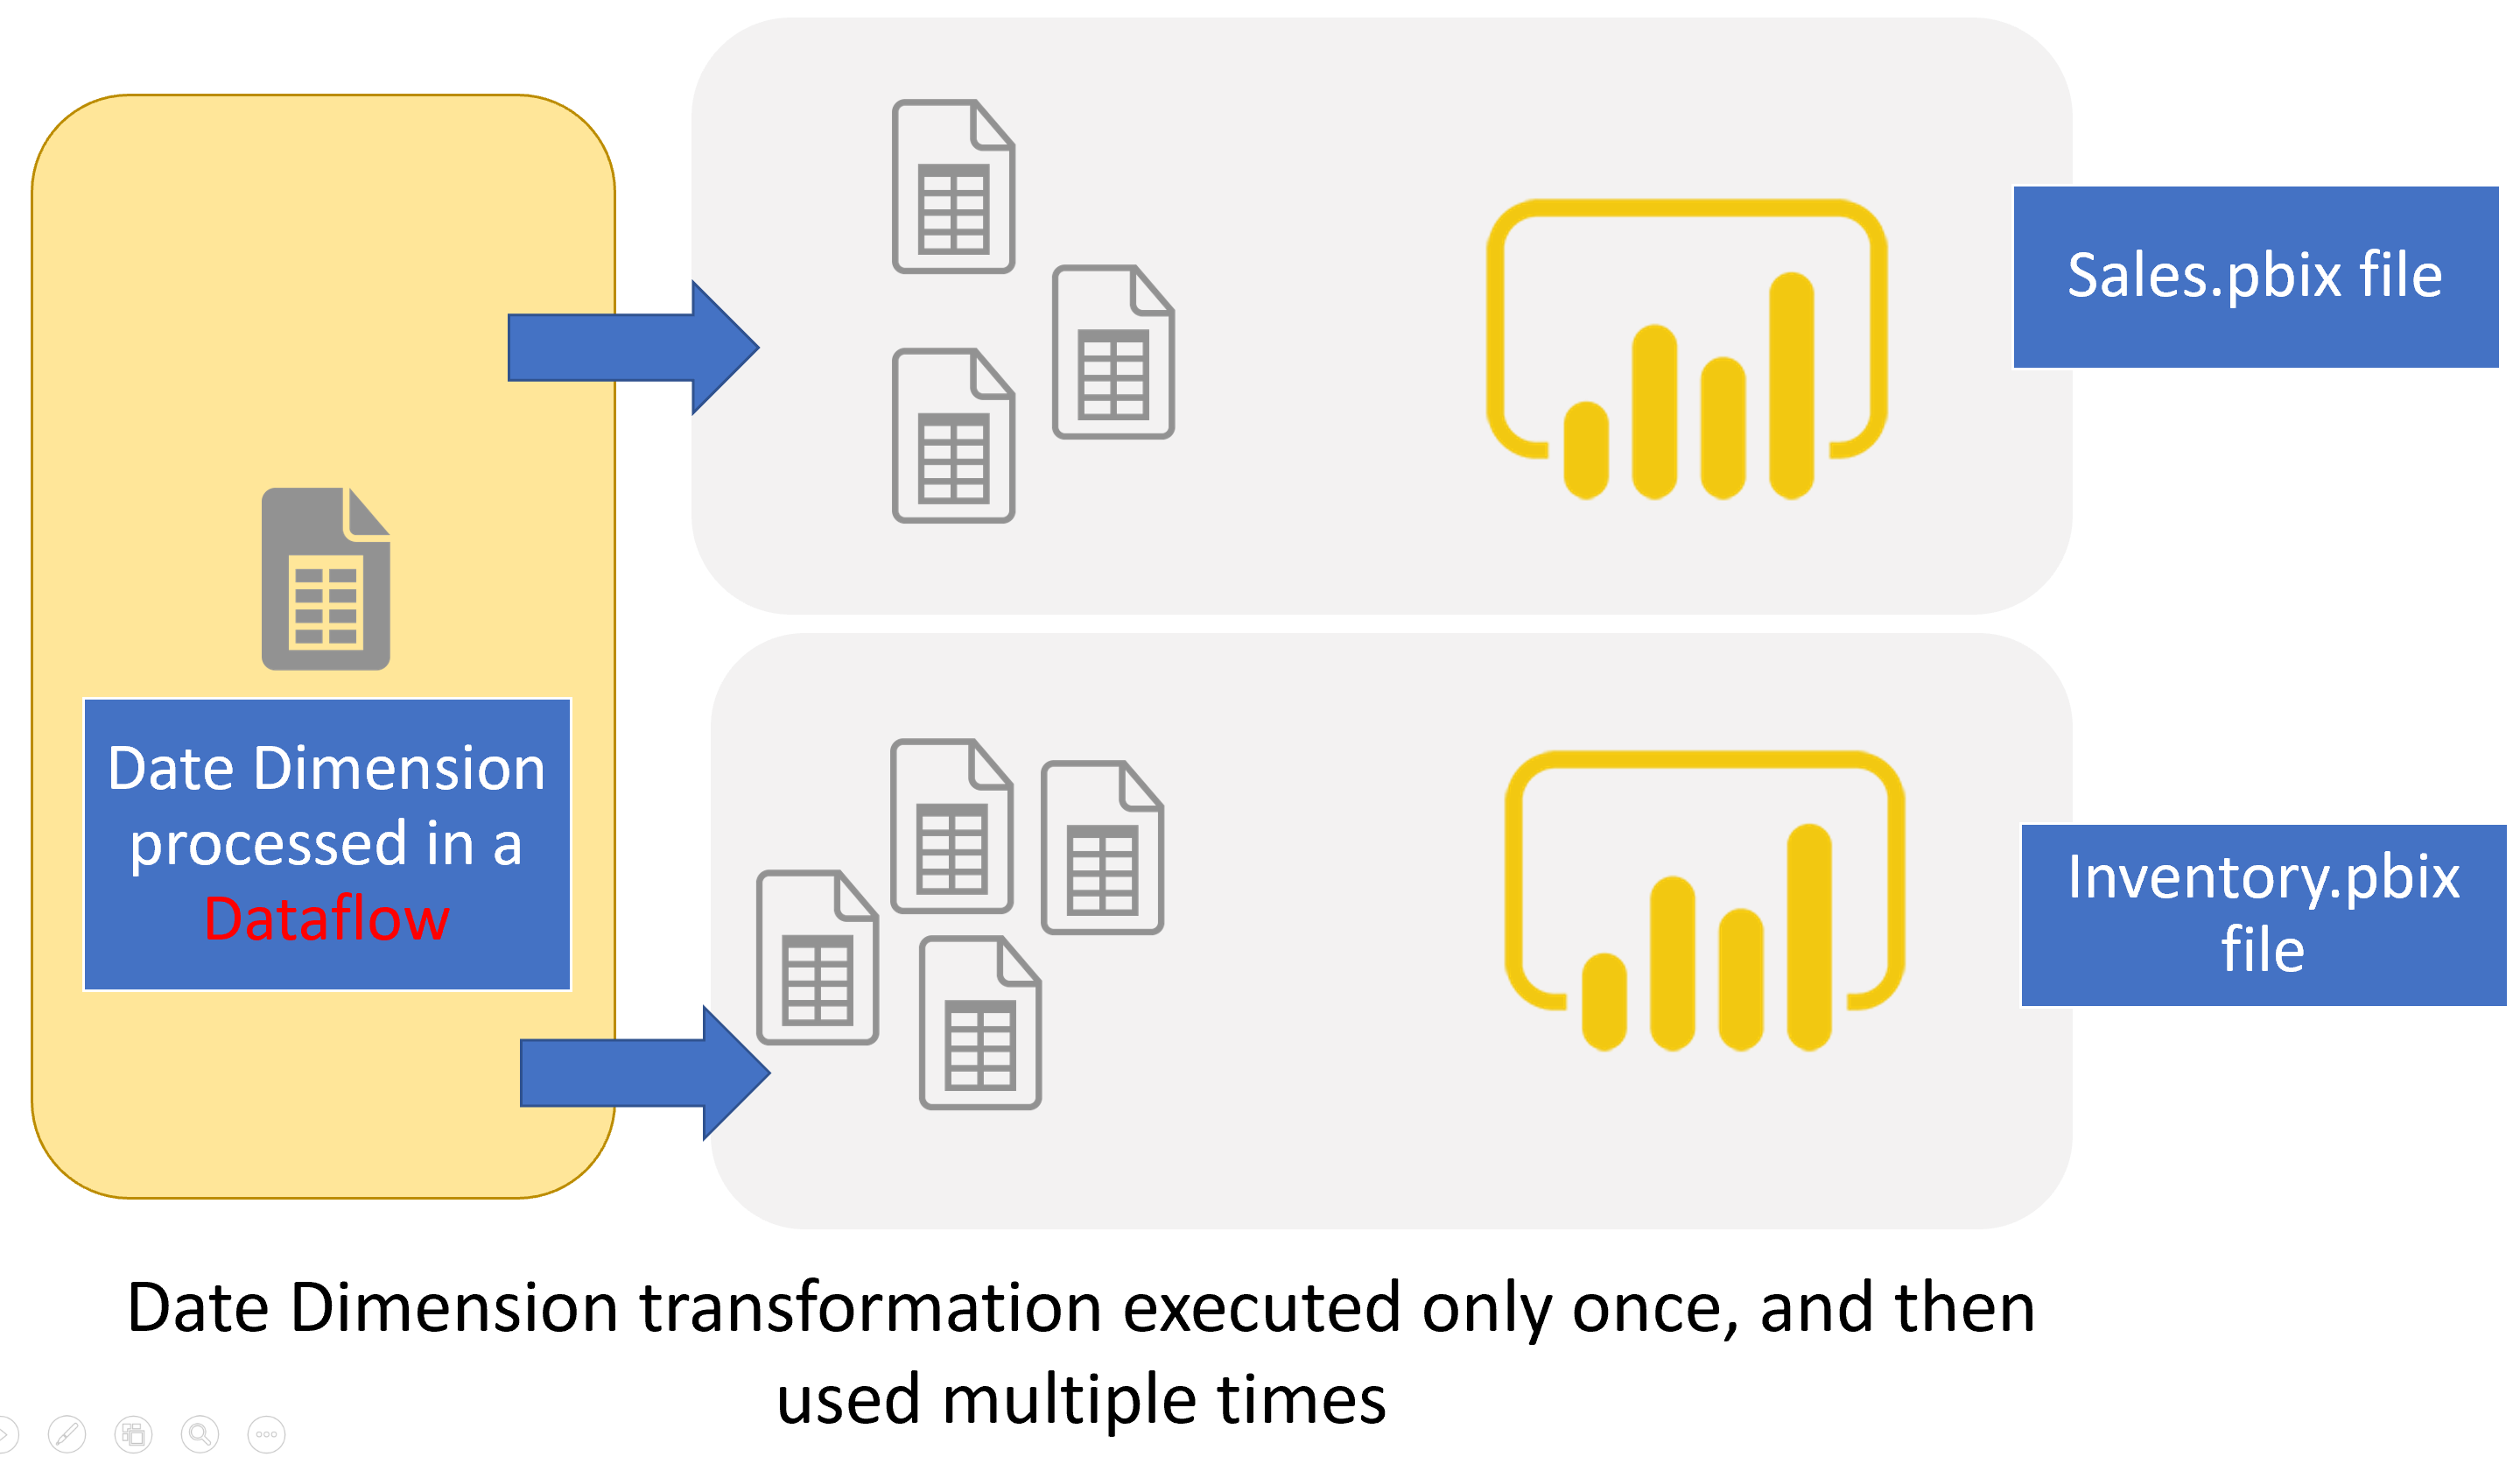 Sales.pbix file
Date Dimension
processed in a
Dataflow
Inventory.pbix
file
Date Dimension transformation executed only once, and then
used multiple times